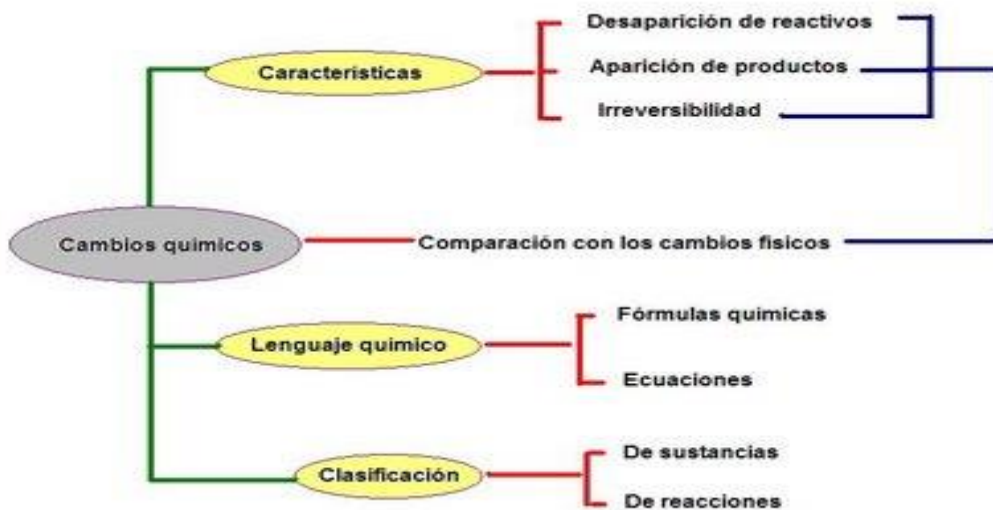 Desaparición de reactivos
Características
Aparición de productos
Irreversibilidad
Cambios quimicos
Comparación con los cambios fisicos
Fórmulas quimicas
Lenguaje quimico
Ecuaciones
De sustancias
Clasificación
De reacciones